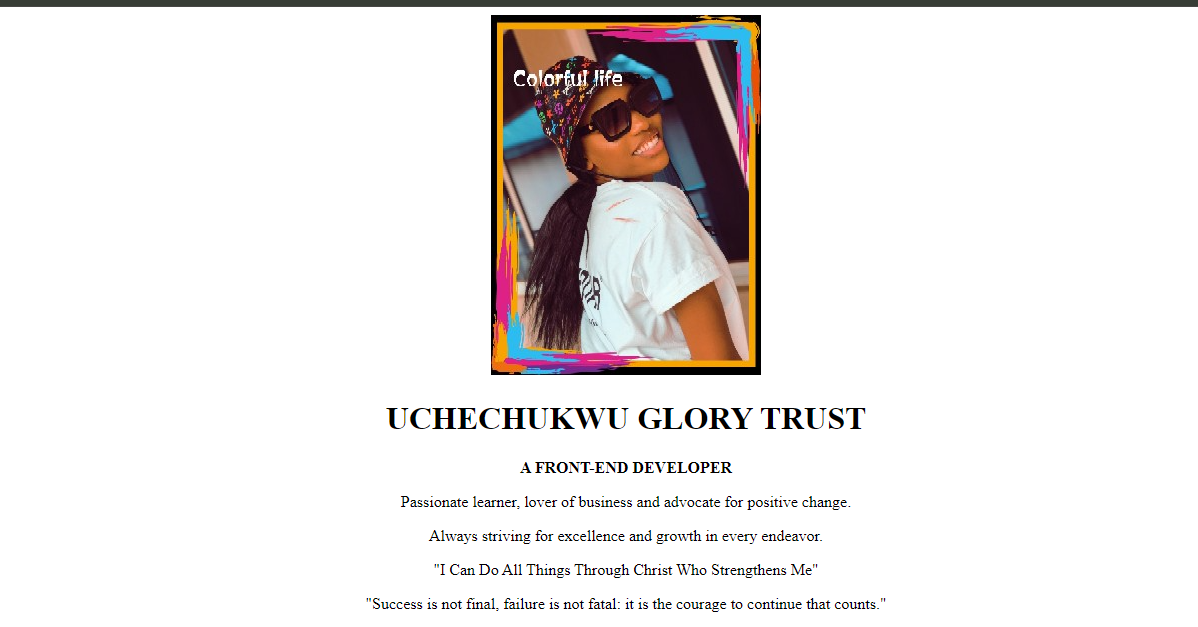 Colorful life
UCHECHUKWU GLORY TRUST
A FRONT-END DEVELOPER
Passionate learner, lover of business and advocate for positive change.
Always striving for excellence and growth in every endeavor.
"I Can Do All Things Through Christ Who Strengthens Me"
"Success is not final, failure is not fatal: it is the courage to continue that counts."